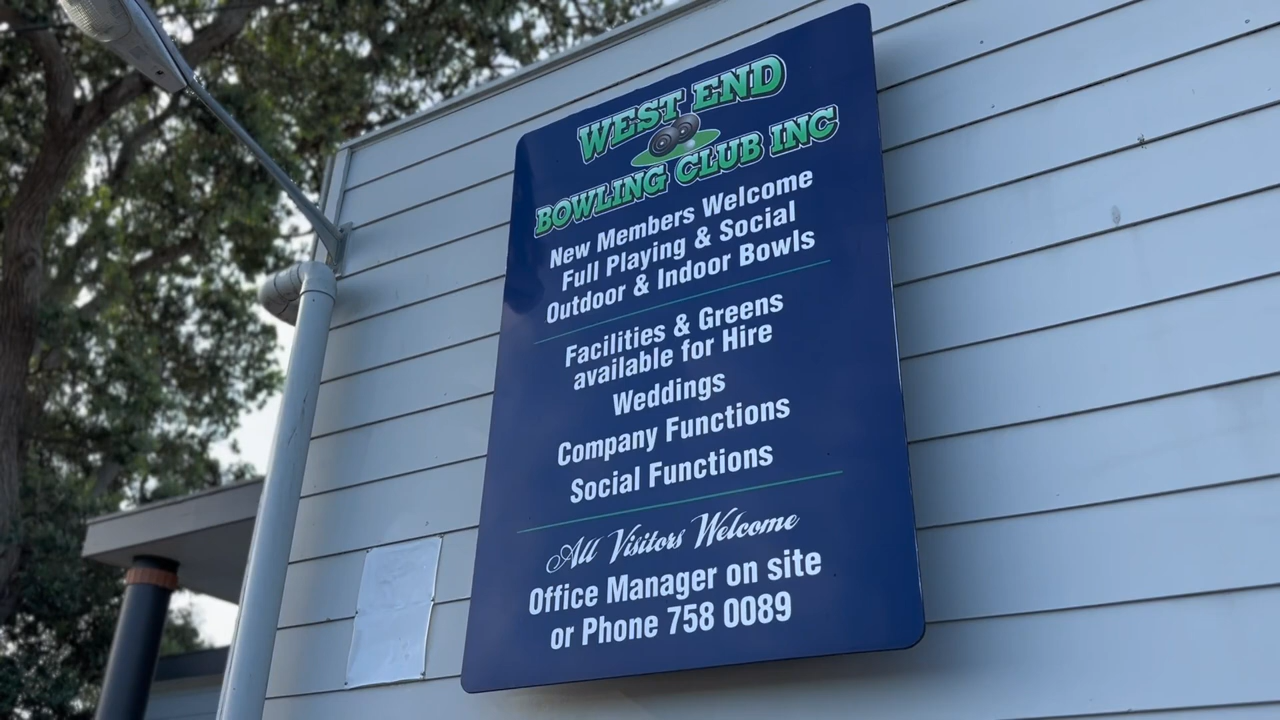 WEST END
BOWLING CLUB INC
New Members Welcome
Full Playing & Social
Outdoor & Indoor Bowls
Facilities & Greens
available for Hire
Weddings
Company Functions
Social Functions
All Visitors Welcome
Office Manager on site
or Phone 758 0089